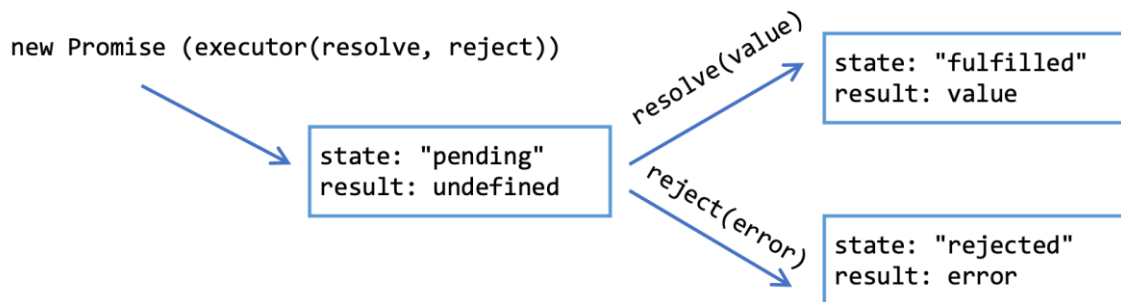 new Promise (executor(resolve, reject))
state: "pending"
result: undefined
resolve(value)
state: "fulfilled"
result: value
reject(error)
state: "rejected"
result: error